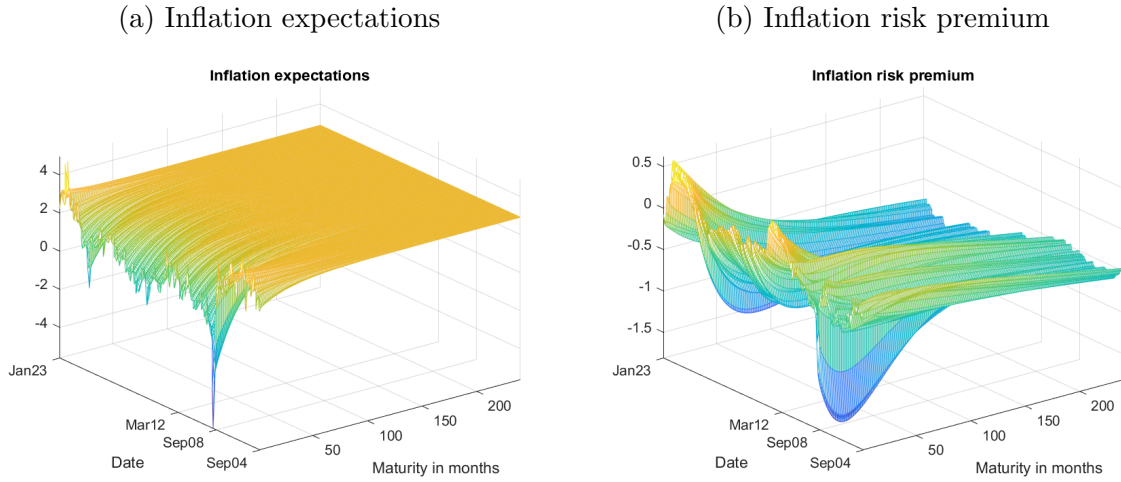 (a) Inflation expectations
(b) Inflation risk premium
Inflation expectations
4
2
0
-2
-4
Jan23
Mar12
Sep08
Sep04
Date
50
100
150
200
Maturity in months
Inflation risk premium
0.5
0
-0.5
-1
-1.5
Jan23
Mar12
Sep08
Sep04
Date
50
100
150
200
Maturity in months